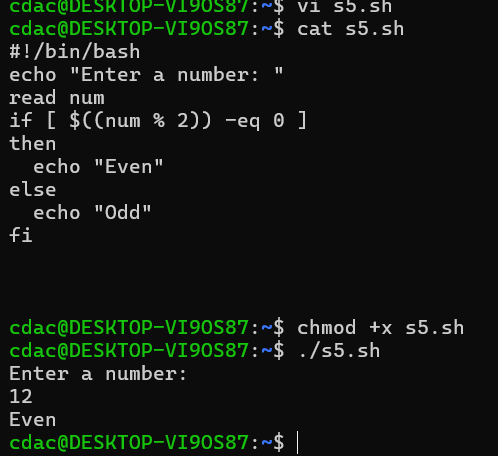 cdac@DESKTOP-VI9OS87:~$ vi s5.sh
cdac@DESKTOP-VI9OS87:~$ cat s5.sh
#!/bin/bash
echo "Enter a number: "
read num
if [ $((num % 2)) -eq 0 ]
then
  echo "Even"
else
  echo "Odd"
fi
cdac@DESKTOP-VI9OS87:~$ chmod +x s5.sh
cdac@DESKTOP-VI9OS87:~$ ./s5.sh
Enter a number:
12
Even
cdac@DESKTOP-VI9OS87:~$